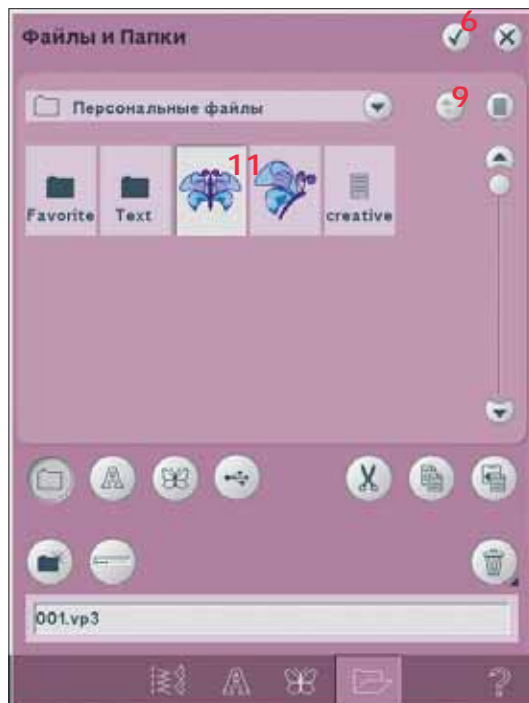 Файлы и Папки
6
Персональные файлы
9
11
Favorite Text creative
001.vp3
?